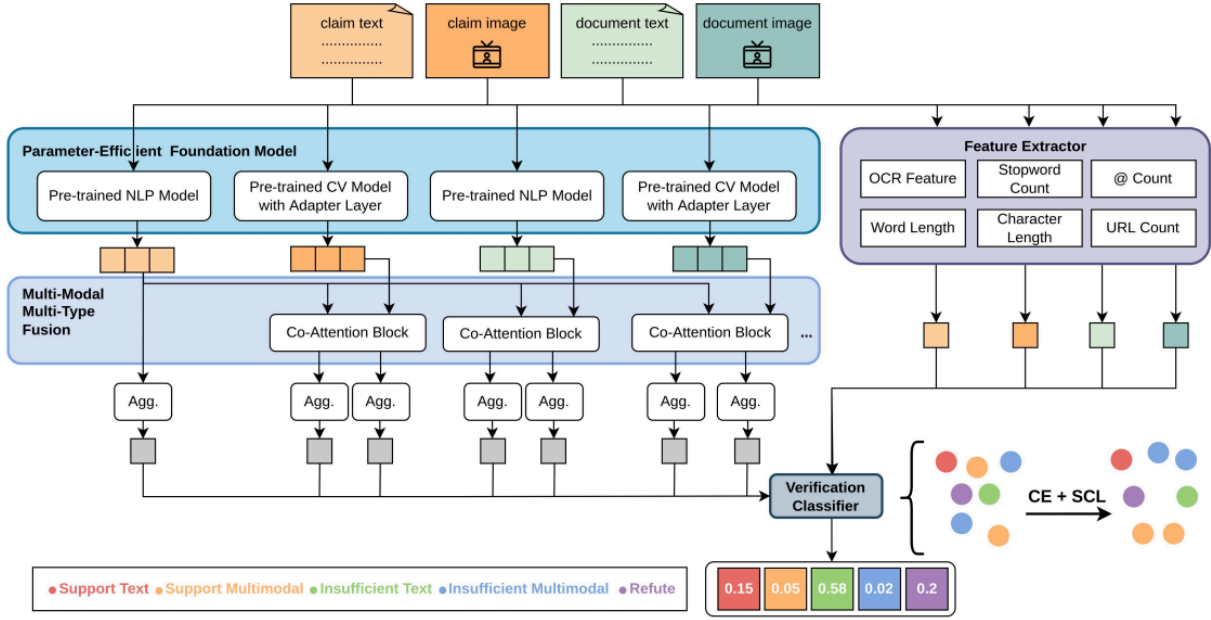 claim text
...............
...............
claim image
document text
...............
...............
document image
Parameter-Efficient Foundation Model
Pre-trained NLP Model
Pre-trained CV Model
with Adapter Layer
Pre-trained NLP Model
Pre-trained CV Model
with Adapter Layer
Feature Extractor
OCR Feature
Stopword
Count
@ Count
Word Length
Character
Length
URL Count
Multi-Modal
Multi-Type
Fusion
Co-Attention Block
Co-Attention Block
Co-Attention Block
...
Agg.
Agg.
Agg.
Agg.
Agg.
Agg.
Agg.
Verification
Classifier
CE + SCL
Support Text
Support Multimodal
Insufficient Text
Insufficient Multimodal
Refute
0.15
0.05
0.58
0.02
0.2